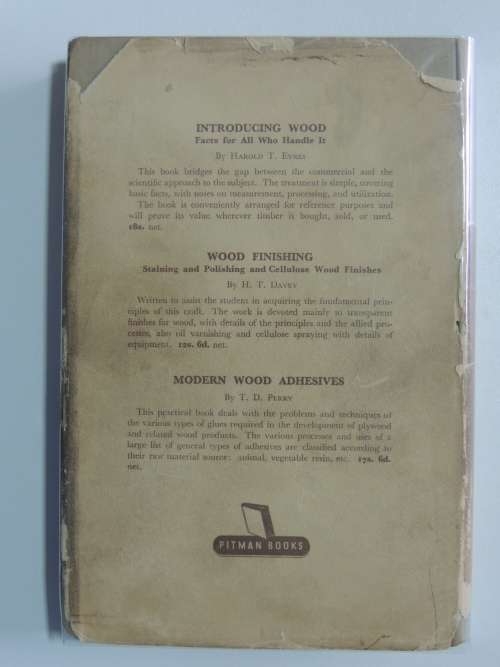 INTRODUCING WOOD
Facts for All Who Handle It
By Harold T. Eyres
This book bridges the gap between the commercial and the
scientific approach to the subject. The treatment is simple, covering
basic facts, with notes on measurement, processing, and utilization.
The book is conveniently arranged for reference purposes and
will prove its value wherever timber is bought, sold, or used.
18s. net.
WOOD FINISHING
Staining and Polishing and Cellulose Wood Finishes
By H. T. Davey
Written to assist the student in acquiring the fundamental prin-
ciples of this craft. The work is devoted mainly to transparent
finishes for wood, with details of the principles and the allied pro-
cesses, also oil varnishing and cellulose spraying with details of
equipment. 12s. 6d. net.
MODERN WOOD ADHESIVES
By T. D. Perry
This practical book deals with the problems and techniques of
the various types of glues required in the development of plywood
and related wood products. The various processes and uses of a
large list of general types of adhesives are classified according to
their raw material source: animal, vegetable resin, etc. 17s. 6d.
net.
PITMAN BOOKS